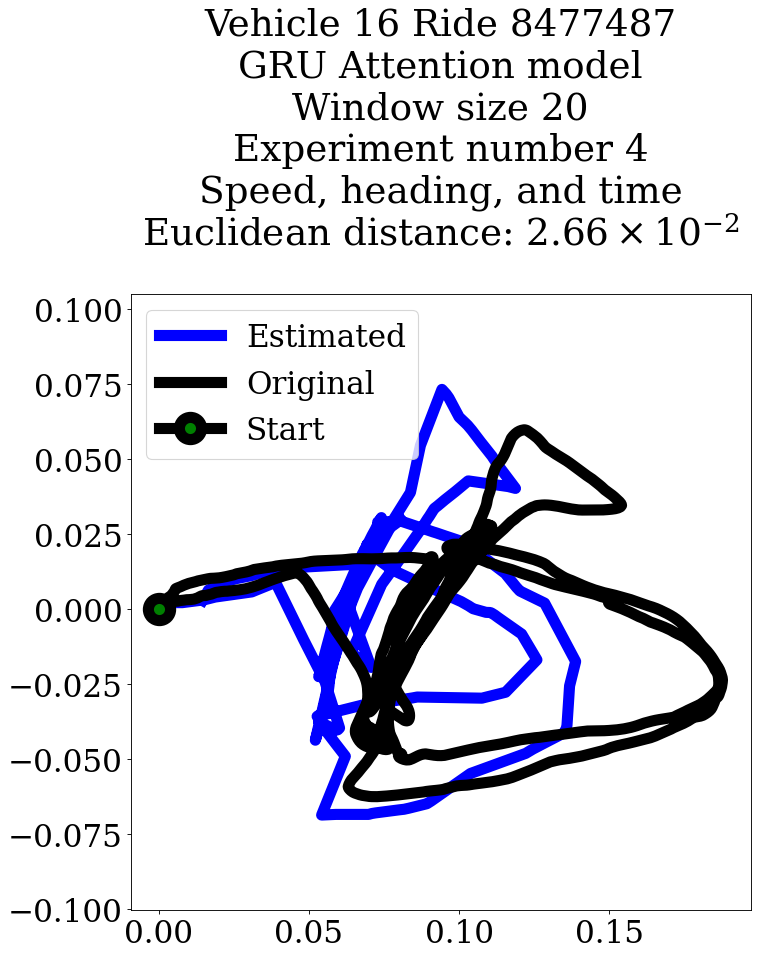 Vehicle 16 Ride 8477487
GRU Attention model
Window size 20
Experiment number 4
Speed, heading, and time
Euclidean distance: 2.66 × 10⁻²
Estimated
Original
Start
0.100
0.075
0.050
0.025
0.000
−0.025
−0.050
−0.075
−0.100
0.00 0.05 0.10 0.15